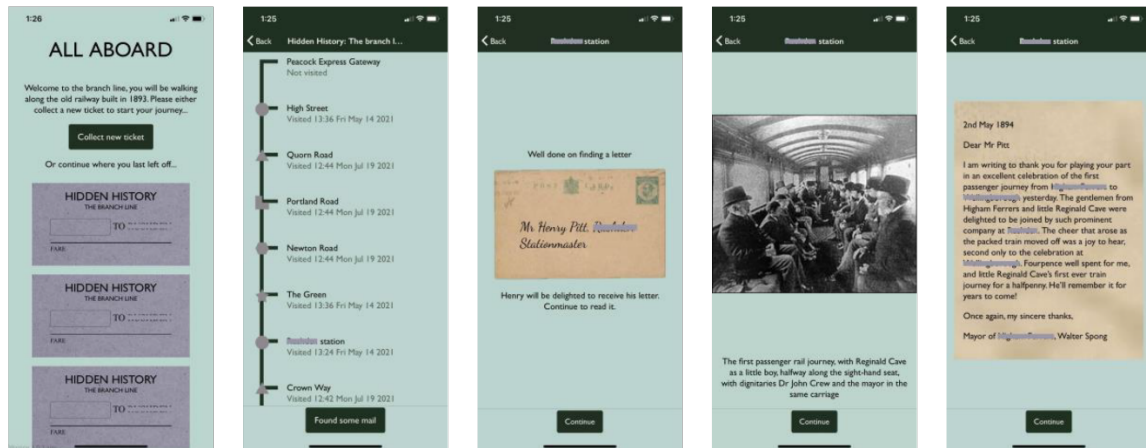 1:26
ALL ABOARD
Welcome to the branch line, you will be walking
along the old railway built in 1893. Please either
collect a new ticket to start your journey...
Collect new ticket
Or continue where you last left off...
HIDDEN HISTORY
THE BRANCH LINE
TO
FARE
HIDDEN HISTORY
THE BRANCH LINE
TO
FARE
HIDDEN HISTORY
THE BRANCH LINE
TO
FARE
1:25
Back Hidden History: The branch l...
Peacock Express Gateway
Not visited
High Street
Visited 13:36 Fri May 14 2021
Quorn Road
Visited 12:44 Mon Jul 19 2021
Portland Road
Visited 12:44 Mon Jul 19 2021
Newton Road
Visited 12:44 Mon Jul 19 2021
The Green
Visited 13:36 Fri May 14 2021
station
Visited 13:24 Fri May 14 2021
Crown Way
Visited 12:42 Mon Jul 19 2021
Found some mail
1:25
Back station
Well done on finding a letter
Mr Henry Pitt,
Stationmaster
Henry will be delighted to receive his letter.
Continue to read it.
Continue
1:25
Back station
The first passenger rail journey, with Reginald Cave
as a little boy, halfway along the sight-hand seat,
with dignitaries Dr John Crew and the mayor in the
same carriage
Continue
1:25
Back station
2nd May 1894
Dear Mr Pitt
I am writing to thank you for playing your part
in an excellent celebration of the first
passenger journey from to
yesterday. The gentlemen from
Higham Ferrers and little Reginald Cave were
delighted to be joined by such prominent
company at . The cheer that arose as
the packed train moved off was a joy to hear,
second only to the celebration at
. Fourpence well spent for me,
and little Reginald Cave's first ever train
journey for a halfpenny. He'll remember it for
years to come!
Once again, my sincere thanks,
Mayor of , Walter Spong
Continue